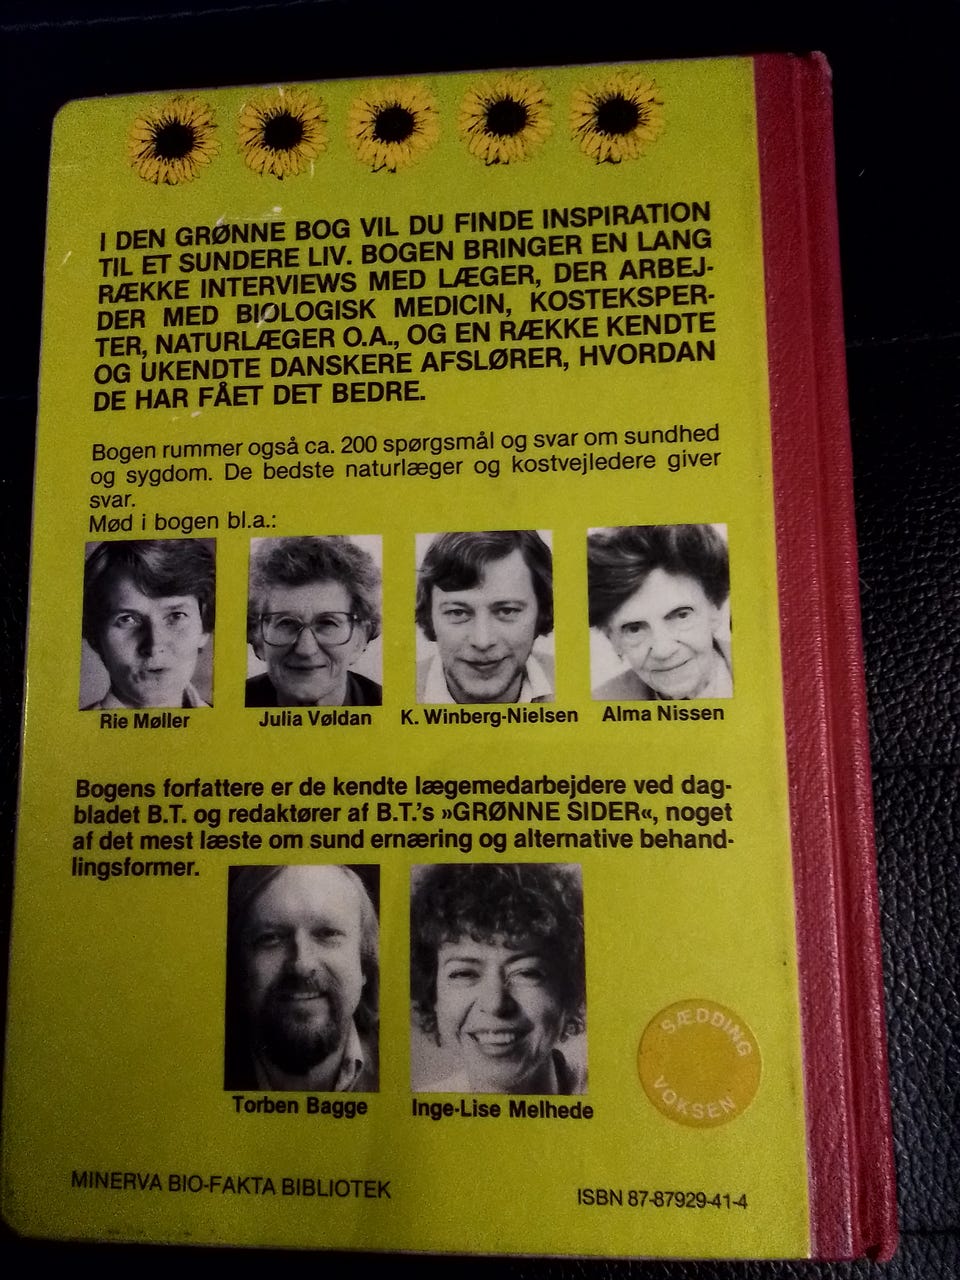 I DEN GRØNNE BOG VIL DU FINDE INSPIRATION
TIL ET SUNDERE LIV. BOGEN BRINGER EN LANG
RÆKKE INTERVIEWS MED LÆGER, DER ARBEJ-
DER MED BIOLOGISK MEDICIN, KOSTEKSPER-
TER, NATURLÆGER O.A., OG EN RÆKKE KENDTE
OG UKENDTE DANSKERE AFSLØRER, HVORDAN
DE HAR FÅET DET BEDRE.
Bogen rummer også ca. 200 spørgsmål og svar om sundhed
og sygdom. De bedste naturlæger og kostvejledere giver
svar.
Mød i bogen bl.a.:
Rie Møller Julia Vøldan K. Winberg-Nielsen Alma Nissen
Bogens forfattere er de kendte lægemedarbejdere ved dag-
bladet B.T. og redaktører af B.T.'s »GRØNNE SIDER«, noget
af det mest læste om sund ernæring og alternative behand-
lingsformer.
Torben Bagge Inge-Lise Melhede
SÆDDING
VOKSEN
MINERVA BIO-FAKTA BIBLIOTEK
ISBN 87-87929-41-4